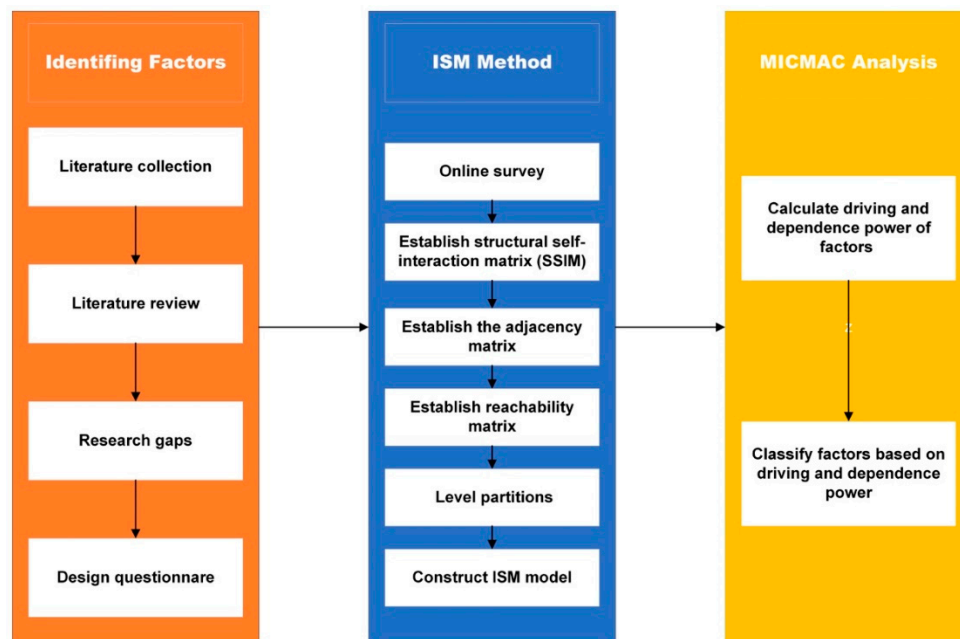 Identifing Factors
Literature collection
Literature review
Research gaps
Design questionnare
ISM Method
Online survey
Establish structural self-
interaction matrix (SSIM)
Establish the adjacency
matrix
Establish reachability
matrix
Level partitions
Construct ISM model
MICMAC Analysis
Calculate driving and
dependence power of
factors
Classify factors based on
driving and dependence
power